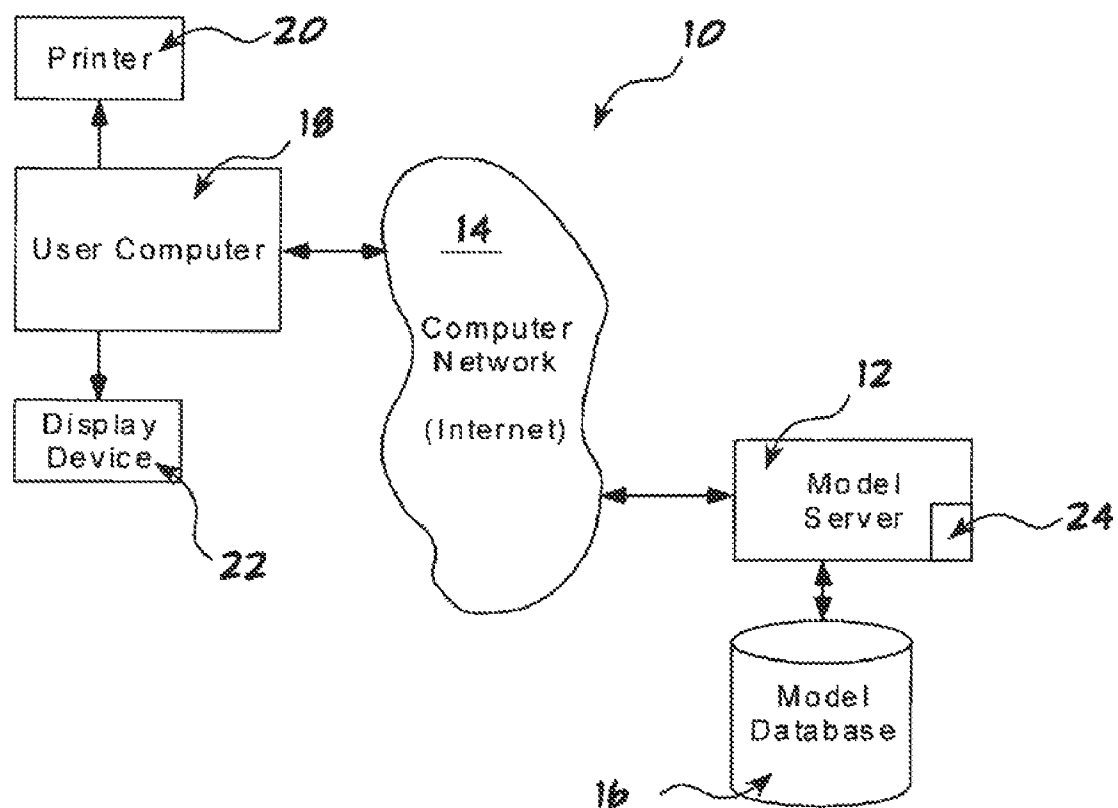 20
Printer
10
18
User Computer
14
Computer
Network
(Internet)
12
Display
Device
Model
Server
24
22
Model
Database
16